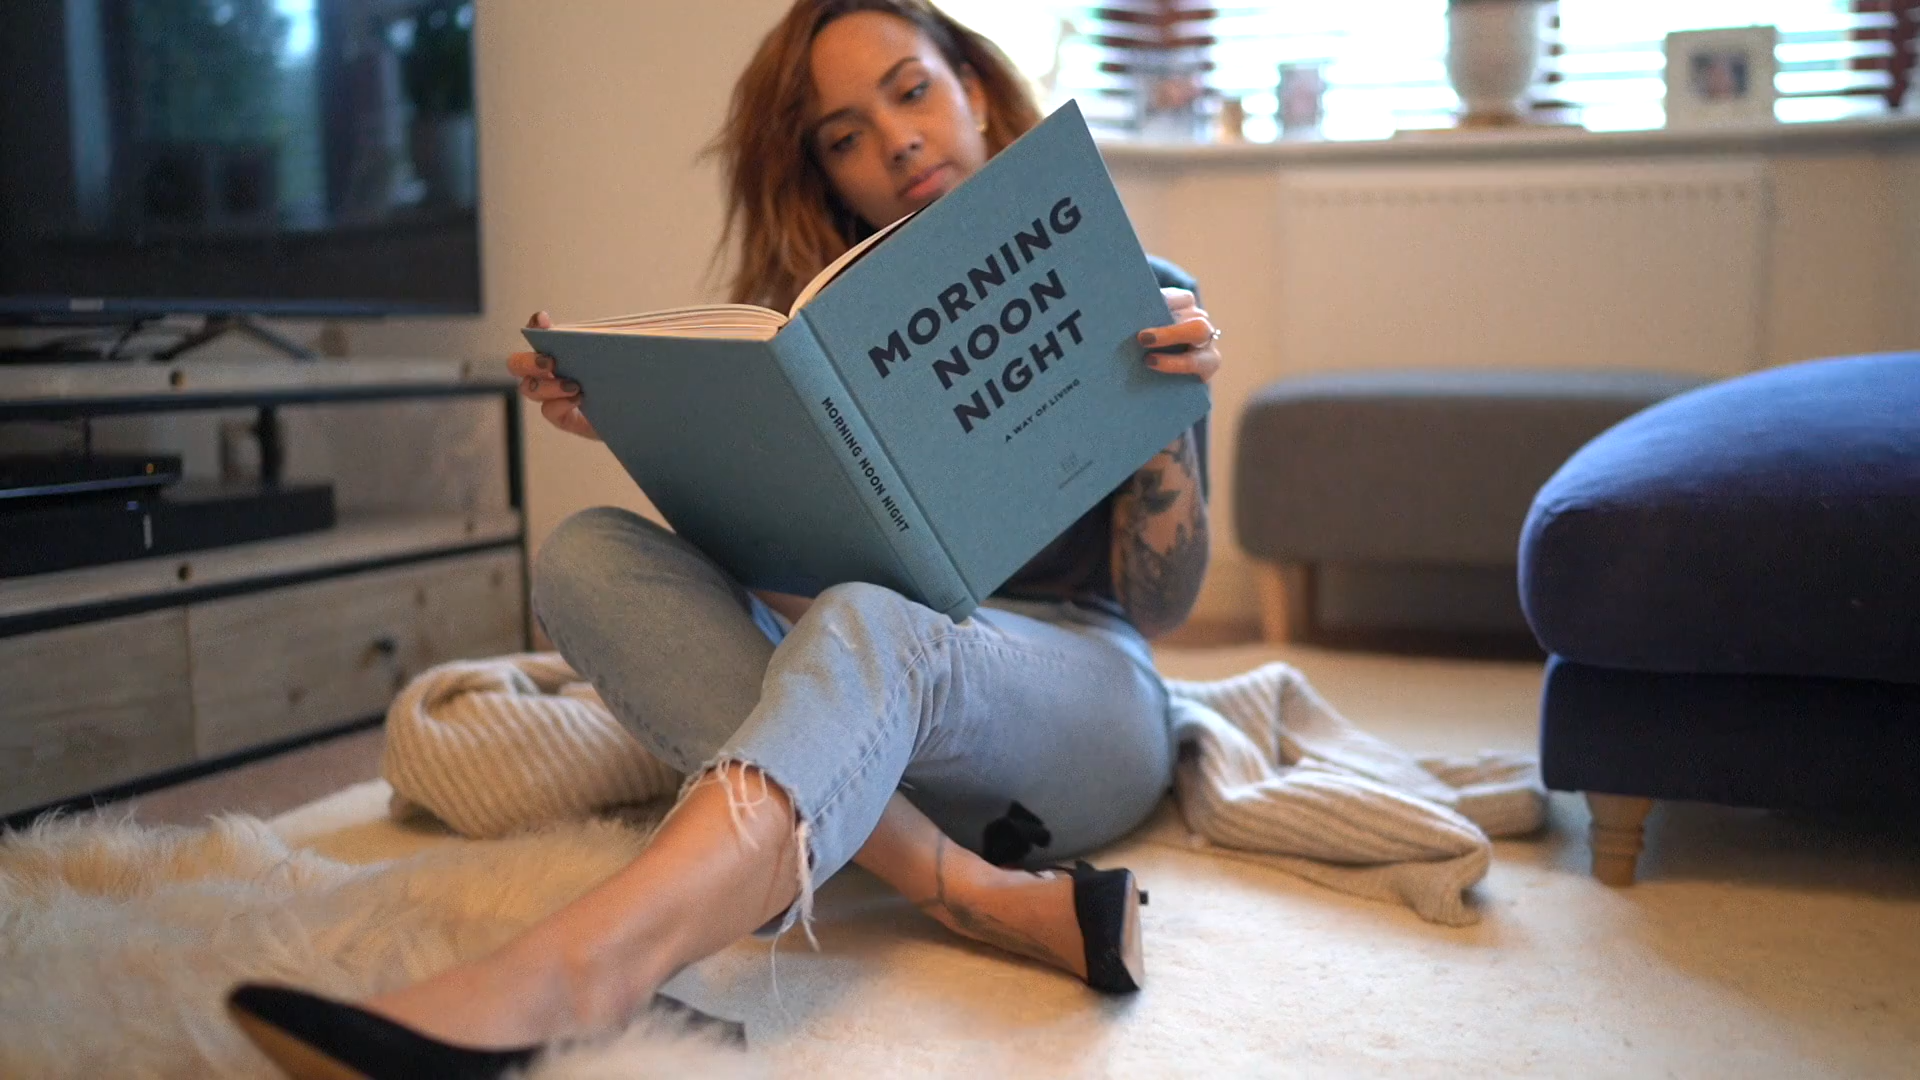 MORNING
NOON
NIGHT
A WAY OF LIVING
MORNING NOON NIGHT